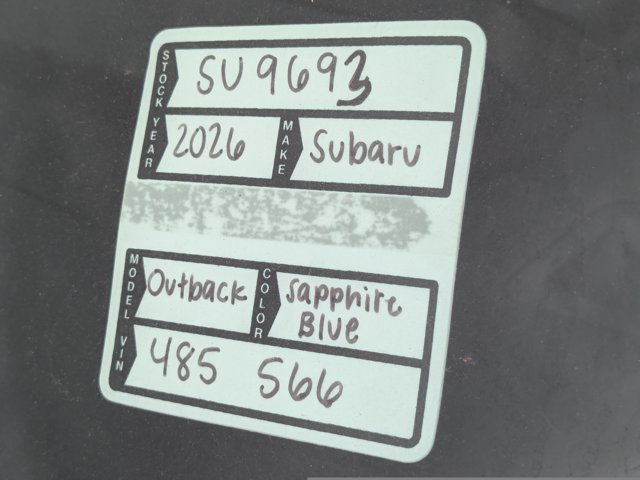 STOCK SU9693
YEAR 2026 MAKE Subaru
MODEL Outback COLOR Sapphire
Blue
VIN 485 566